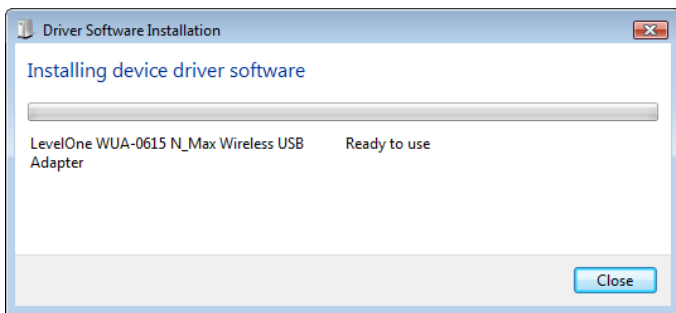 Driver Software Installation
Installing device driver software
LevelOne WUA-0615 N_Max Wireless USB Ready to use
Adapter
Close